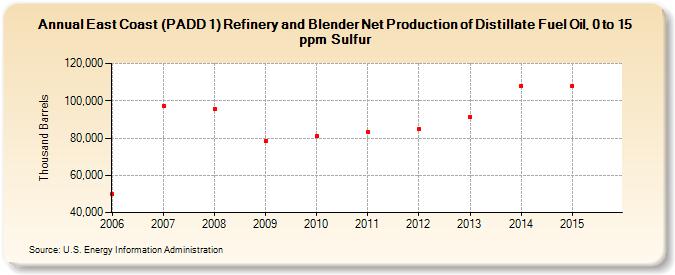 Annual East Coast (PADD 1) Refinery and Blender Net Production of Distillate Fuel Oil, 0 to 15
ppm Sulfur
Thousand Barrels
120,000
100,000
80,000
60,000
40,000
2006 2007 2008 2009 2010 2011 2012 2013 2014 2015
Source: U.S. Energy Information Administration